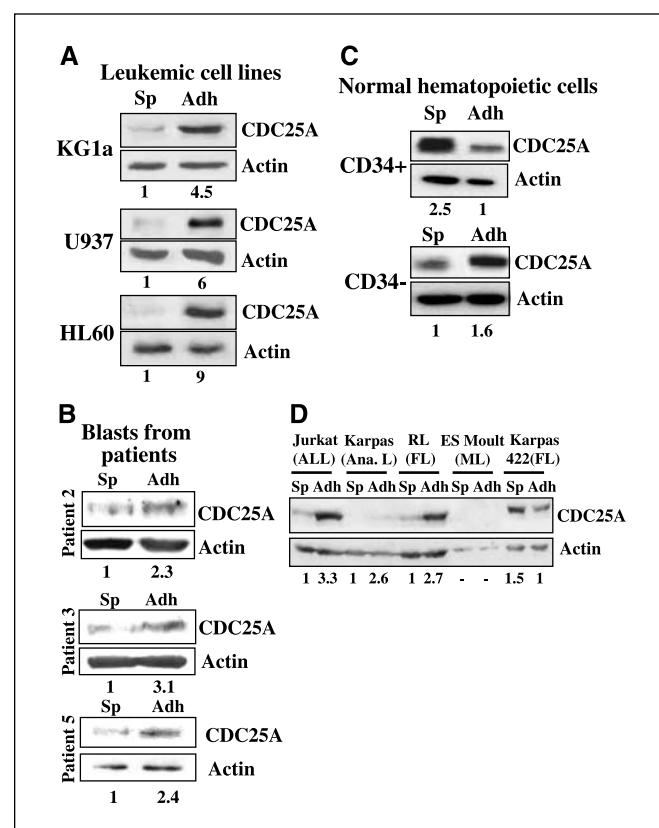 A
Leukemic cell lines
Sp Adh
KG1a
CDC25A
Actin
1 4.5
U937
CDC25A
Actin
1 6
HL60
CDC25A
Actin
1 9
B
Blasts from
patients
Sp Adh
Patient 2
CDC25A
Actin
1 2.3
Sp Adh
Patient 3
CDC25A
Actin
1 3.1
Sp Adh
Patient 5
CDC25A
Actin
1 2.4
C
Normal hematopoietic cells
Sp Adh
CD34+
CDC25A
Actin
2.5 1
Sp Adh
CD34-
CDC25A
Actin
1 1.6
D
Jurkat Karpas RL ES Moult Karpas
(ALL) (Ana. L) (FL) (ML) 422(FL)
Sp Adh Sp Adh Sp Adh Sp Adh Sp Adh
CDC25A
Actin
1 3.3 1 2.6 1 2.7 - - 1.5 1